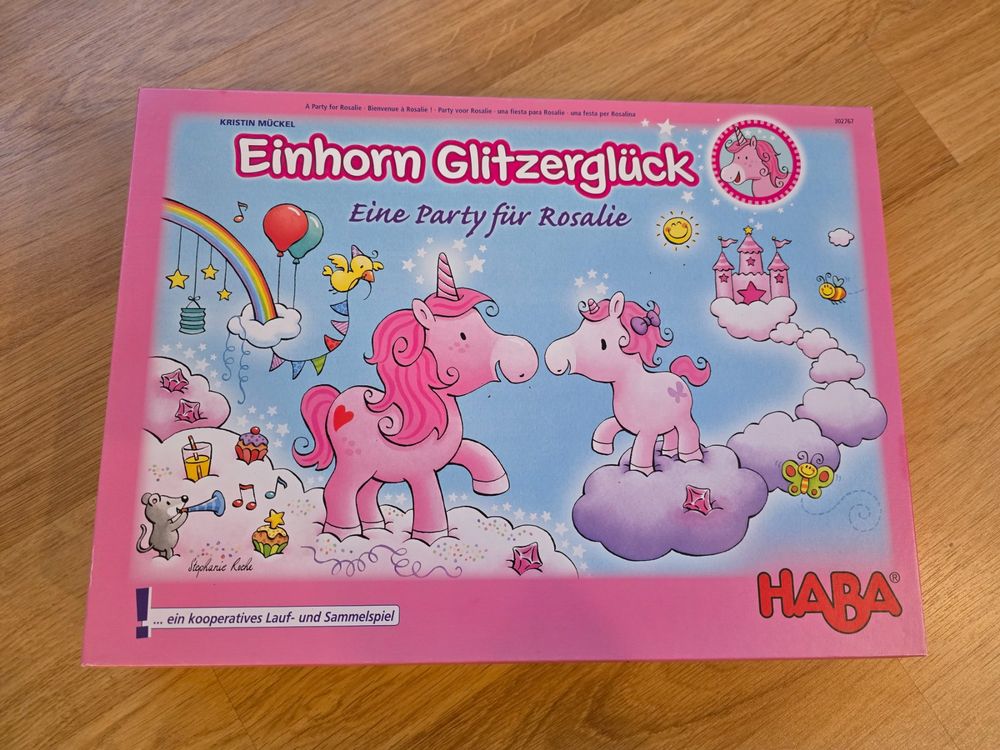 A Party for Rosalie · Bienvenue à Rosalie ! · Party voor Rosalie · una fiesta para Rosalie · una festa per Rosalina
302767
KRISTIN MÜCKEL
Einhorn Glitzerglück
Eine Party für Rosalie
Stephanie Roehe
HABA®
... ein kooperatives Lauf- und Sammelspiel